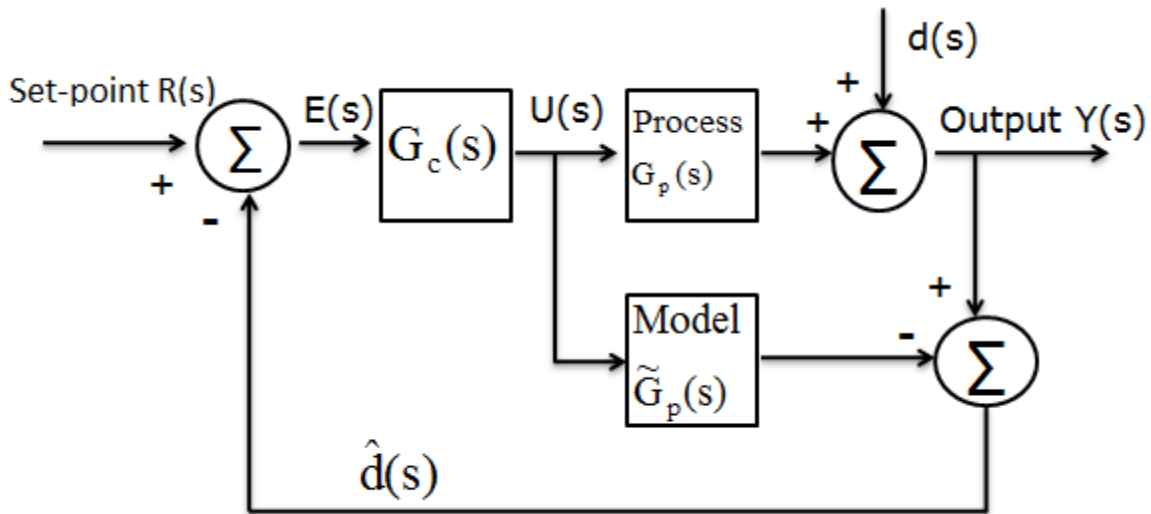 d(s)
+
Set-point R(s)
E(s)
U(s)
Output Y(s)
Σ
+
-
G_c(s)
Process
G_p(s)
+
Σ
+
Model
G̃_p(s)
-
Σ
d̂(s)